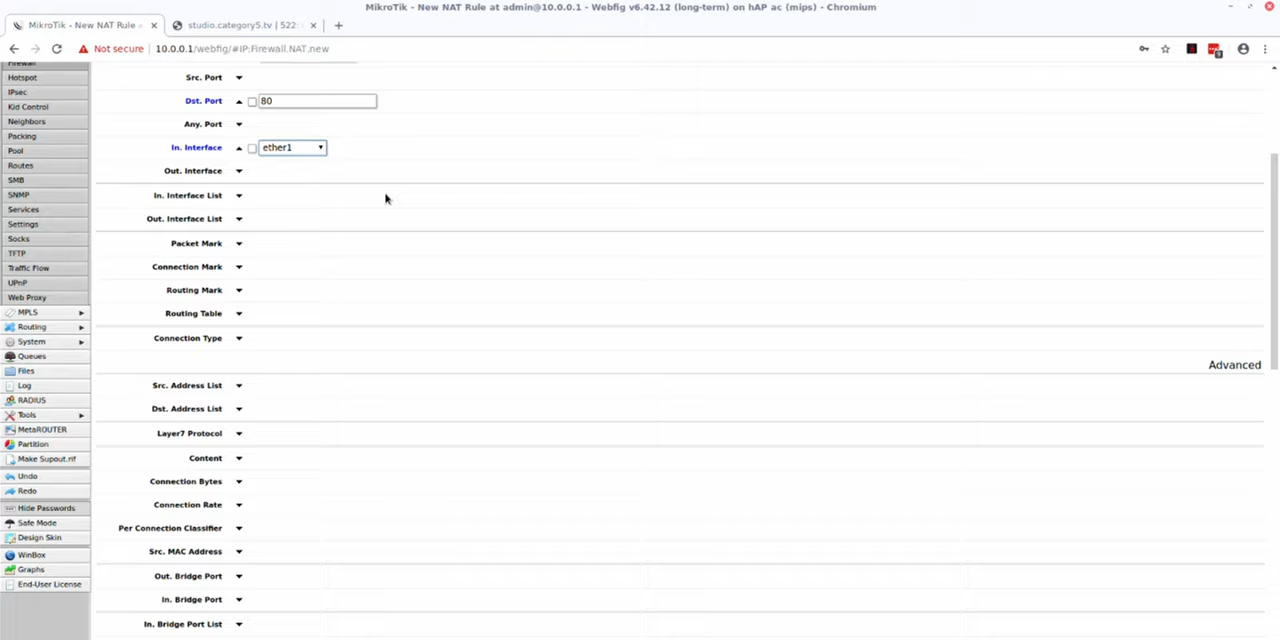 MikroTik - New NAT Rule at admin@10.0.0.1 - Webfig v6.42.12 (long-term) on hAP ac (mips) - Chromium
MikroTik - New NAT Rule
studio.category5.tv | 522:
Not secure
10.0.0.1/webfig/#IP:Firewall.NAT.new
Firewall
Hotspot
IPsec
Kid Control
Neighbors
Packing
Pool
Routes
SMB
SNMP
Services
Settings
Socks
TFTP
Traffic Flow
UPnP
Web Proxy
MPLS
Routing
System
Queues
Files
Log
RADIUS
Tools
MetaROUTER
Partition
Make Supout.rif
Undo
Redo
Hide Passwords
Safe Mode
Design Skin
WinBox
Graphs
End-User License
Src. Port
Dst. Port 80
Any. Port
In. Interface ether1
Out. Interface
In. Interface List
Out. Interface List
Packet Mark
Connection Mark
Routing Mark
Routing Table
Connection Type
Advanced
Src. Address List
Dst. Address List
Layer7 Protocol
Content
Connection Bytes
Connection Rate
Per Connection Classifier
Src. MAC Address
Out. Bridge Port
In. Bridge Port
In. Bridge Port List